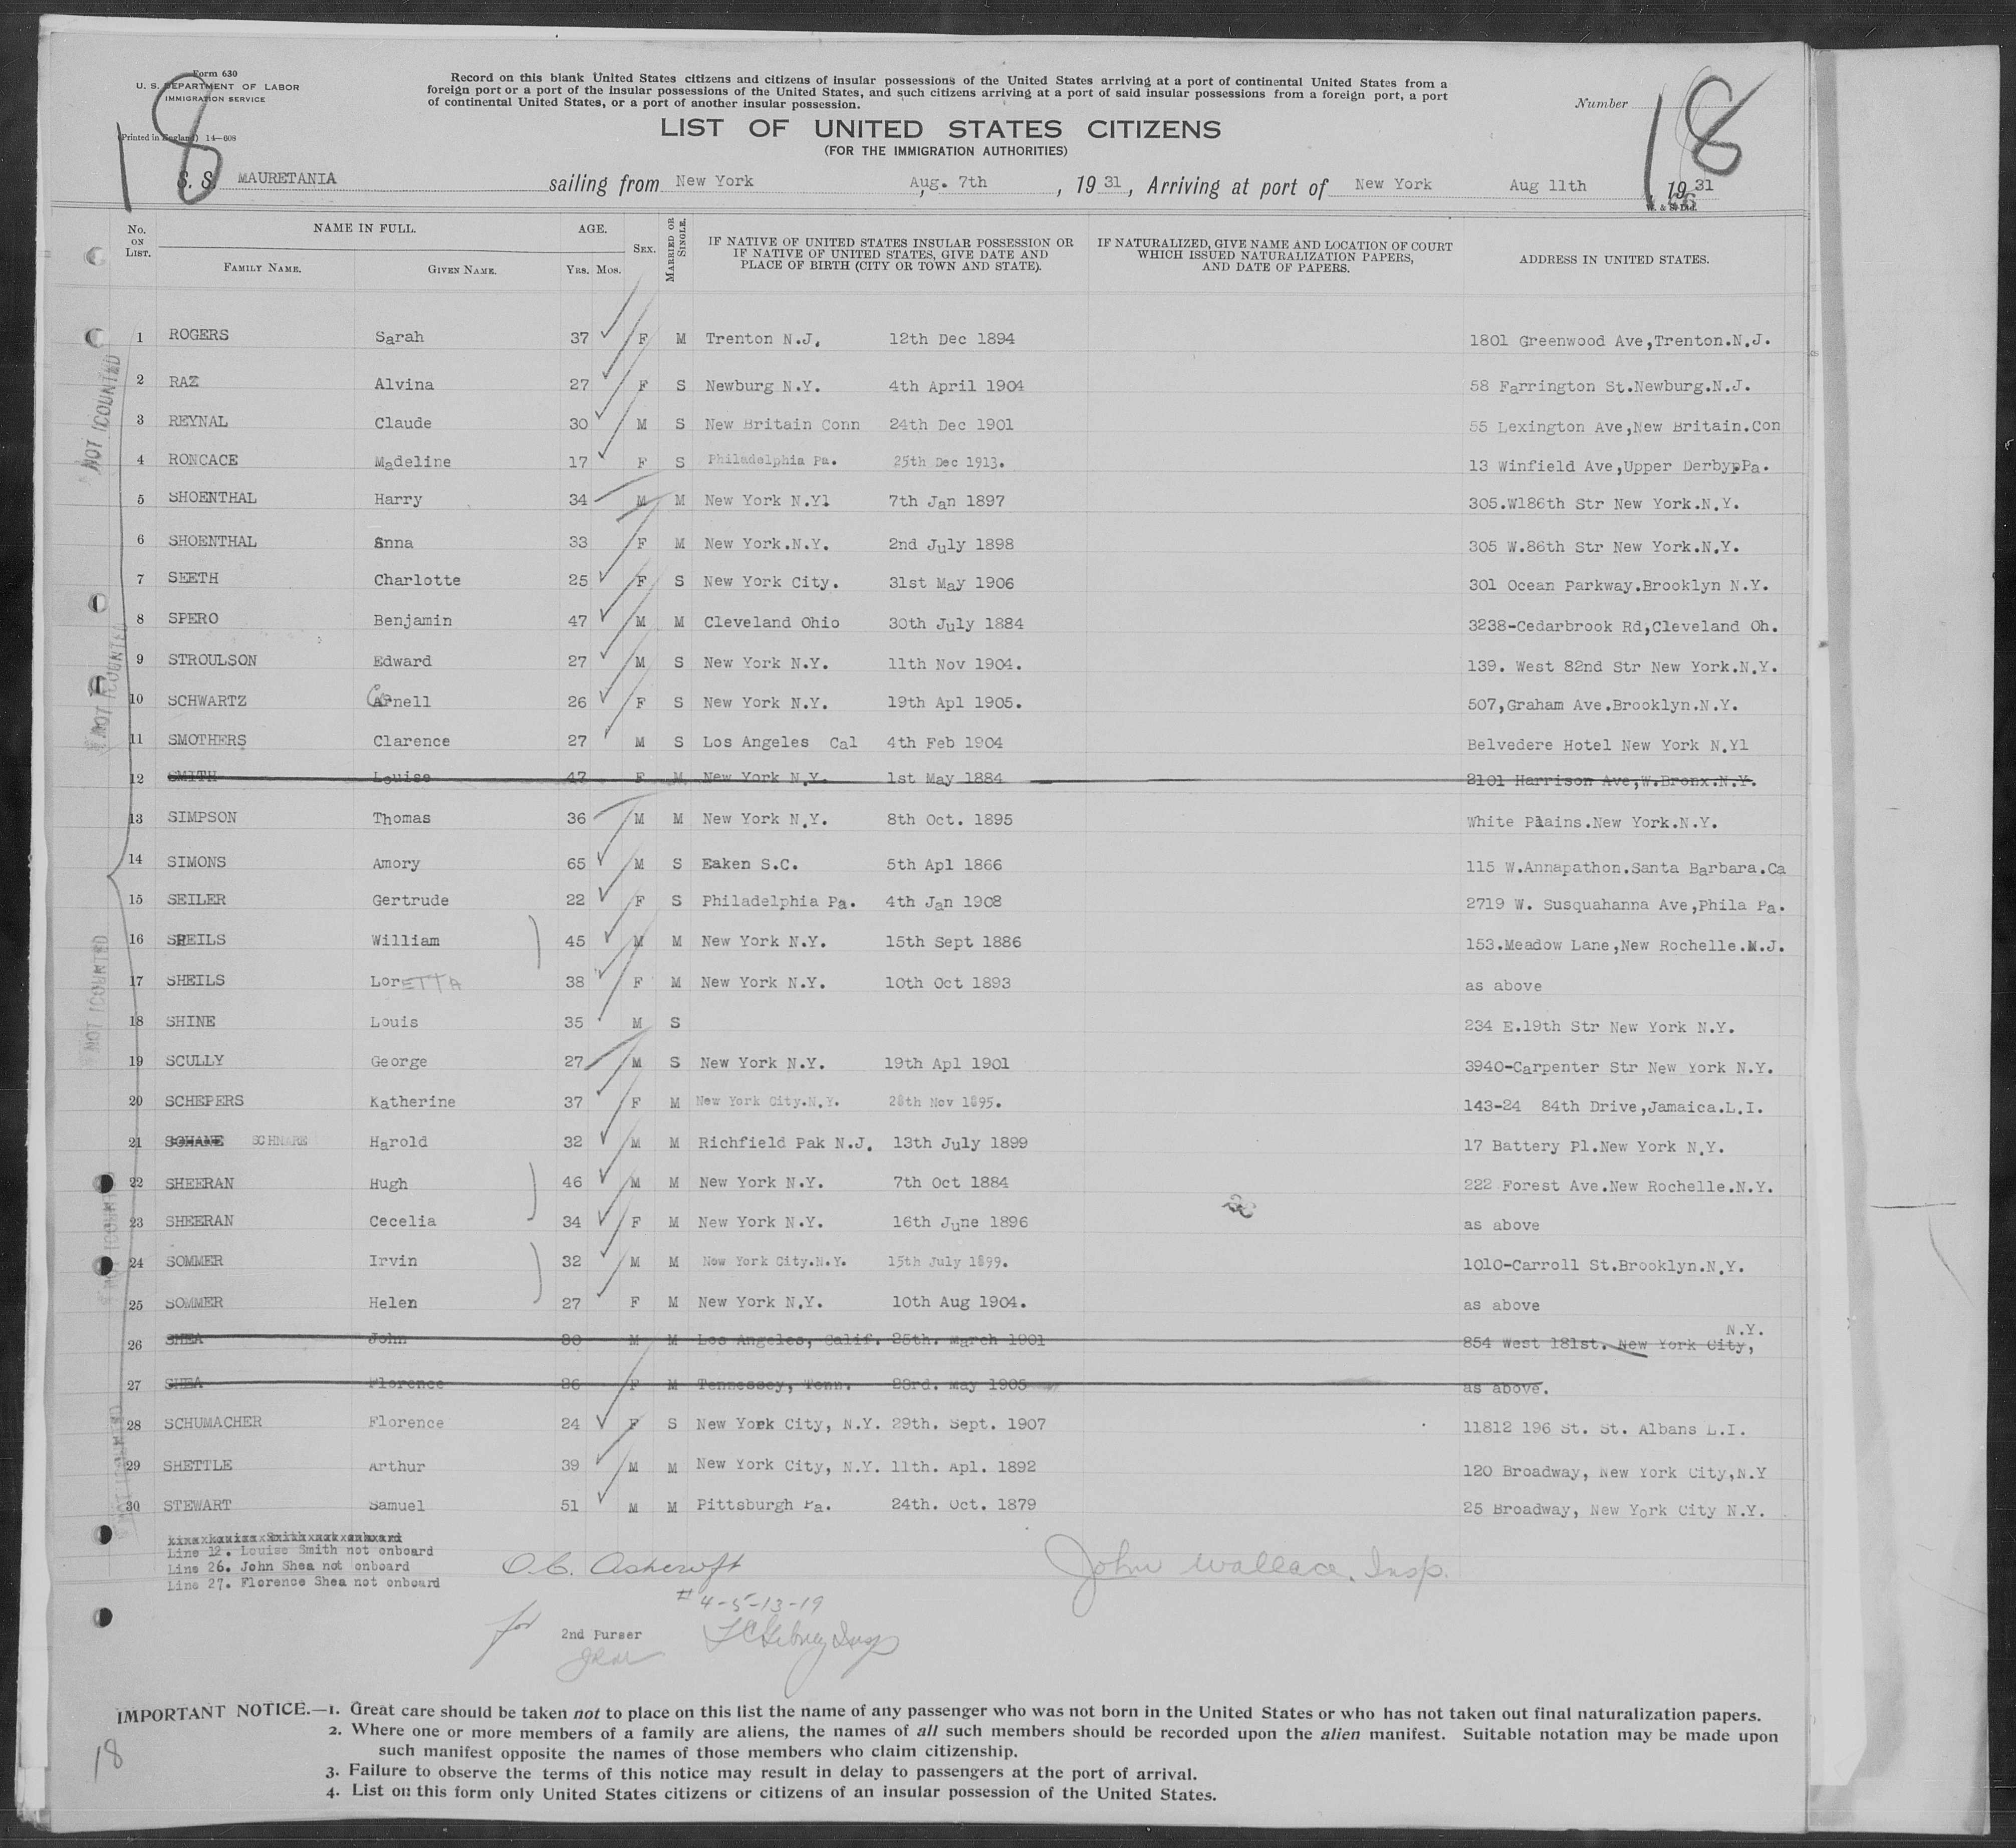 Form 630
U. S. DEPARTMENT OF LABOR
IMMIGRATION SERVICE
(Printed in England) 14—608
18
Record on this blank United States citizens and citizens of insular possessions of the United States arriving at a port of continental United States from a
foreign port or a port of the insular possessions of the United States, and such citizens arriving at a port of said insular possessions from a foreign port, a port
of continental United States, or a port of another insular possession.
Number 18
LIST OF UNITED STATES CITIZENS
(FOR THE IMMIGRATION AUTHORITIES)
S. S. MAURETANIA sailing from New York Aug. 7th, 19 31, Arriving at port of New York Aug 11th 19 31
No. ON LIST. NAME IN FULL. FAMILY NAME. GIVEN NAME. AGE. YRS. MOS. SEX. MARRIED OR SINGLE. IF NATIVE OF UNITED STATES INSULAR POSSESSION OR IF NATIVE OF UNITED STATES, GIVE DATE AND PLACE OF BIRTH (CITY OR TOWN AND STATE). IF NATURALIZED, GIVE NAME AND LOCATION OF COURT WHICH ISSUED NATURALIZATION PAPERS, AND DATE OF PAPERS. ADDRESS IN UNITED STATES.
1 ROGERS Sarah 37 F M Trenton N.J. 12th Dec 1894 1801 Greenwood Ave,Trenton.N.J.
2 RAZ Alvina 27 F S Newburg N.Y. 4th April 1904 58 Farrington St.Newburg.N.J.
3 REYNAL Claude 30 M S New Britain Conn 24th Dec 1901 55 Lexington Ave,New Britain.Con
4 RONCACE Madeline 17 F S Philadelphia Pa. 25th Dec 1913. 13 Winfield Ave,Upper Derby,Pa.
5 SHOENTHAL Harry 34 M M New York N.Yl 7th Jan 1897 305.Wl86th Str New York.N.Y.
6 SHOENTHAL Anna 33 F M New York.N.Y. 2nd July 1898 305 W.86th Str New York.N.Y.
7 SEETH Charlotte 25 F S New York City. 31st May 1906 301 Ocean Parkway.Brooklyn N.Y.
8 SPERO Benjamin 47 M M Cleveland Ohio 30th July 1884 3238-Cedarbrook Rd,Cleveland Oh.
9 STROULSON Edward 27 M S New York N.Y. 11th Nov 1904. 139. West 82nd Str New York.N.Y.
10 SCHWARTZ 26 F S New York N.Y. 19th Apl 1905. 507,Graham Ave.Brooklyn.N.Y.
11 SMOTHERS Clarence 27 M S Los Angeles Cal 4th Feb 1904 Belvedere Hotel New York N.Yl
12 SMITH Louise 47 F M New York N.Y. 1st May 1884 2101 Harrison Ave,W.Bronx.N.Y.
13 SIMPSON Thomas 36 M M New York N.Y. 8th Oct. 1895 White Plains.New York.N.Y.
14 SIMONS Amory 65 M S Eaken S.C. 5th Apl 1866 115 W.Annapathon.Santa Barbara.Ca
15 SEILER Gertrude 22 F S Philadelphia Pa. 4th Jan 1908 2719 W. Susquahanna Ave,Phila Pa.
16 SHEILS William 45 M M New York N.Y. 15th Sept 1886 153.Meadow Lane,New Rochelle.N.J.
17 SHEILS LorETTA 38 F M New York N.Y. 10th Oct 1893 as above
18 SHINE Louis 35 M S 234 E.19th Str New York N.Y.
19 SCULLY George 27 M S New York N.Y. 19th Apl 1901 3940-Carpenter Str New York N.Y.
20 SCHEPERS Katherine 37 F M New York City.N.Y. 28th Nov 1895. 143-24 84th Drive,Jamaica.L.I.
21 SCHNARE Harold 32 M M Richfield Pak N.J. 13th July 1899 17 Battery Pl.New York N.Y.
22 SHEERAN Hugh 46 M M New York N.Y. 7th Oct 1884 222 Forest Ave.New Rochelle.N.Y.
23 SHEERAN Cecelia 34 F M New York N.Y. 16th June 1896 as above
24 SOMMER Irvin 32 M M New York City.N.Y. 15th July 1899. 1010-Carroll St.Brooklyn.N.Y.
25 SOMMER Helen 27 F M New York N.Y. 10th Aug 1904. as above
26 SHEA John 30 M M Los Angeles, Calif. 25th. March 1901 854 West 181st. New York City, N.Y.
27 SHEA Florence 26 F M Tennessey, Tenn. 23rd. May 1905 as above.
28 SCHUMACHER Florence 24 F S New York City, N.Y. 29th. Sept. 1907 11812 196 St. St. Albans L.I.
29 SHETTLE Arthur 39 M M New York City, N.Y. 11th. Apl. 1892 120 Broadway, New York City,N.Y
30 STEWART Samuel 51 M M Pittsburgh Pa. 24th. Oct. 1879 25 Broadway, New York City N.Y.
NOT COUNTED
NOT COUNTED
NOT COUNTED
Line 12. Louise Smith not onboard
Line 26. John Shea not onboard
Line 27. Florence Shea not onboard
O.C. Ashcroft
John Wallace, Insp.
# 4-5-13-19
for 2nd Purser
IMPORTANT NOTICE.—1. Great care should be taken not to place on this list the name of any passenger who was not born in the United States or who has not taken out final naturalization papers.
2. Where one or more members of a family are aliens, the names of all such members should be recorded upon the alien manifest. Suitable notation may be made upon
such manifest opposite the names of those members who claim citizenship.
3. Failure to observe the terms of this notice may result in delay to passengers at the port of arrival.
4. List on this form only United States citizens or citizens of an insular possession of the United States.
18